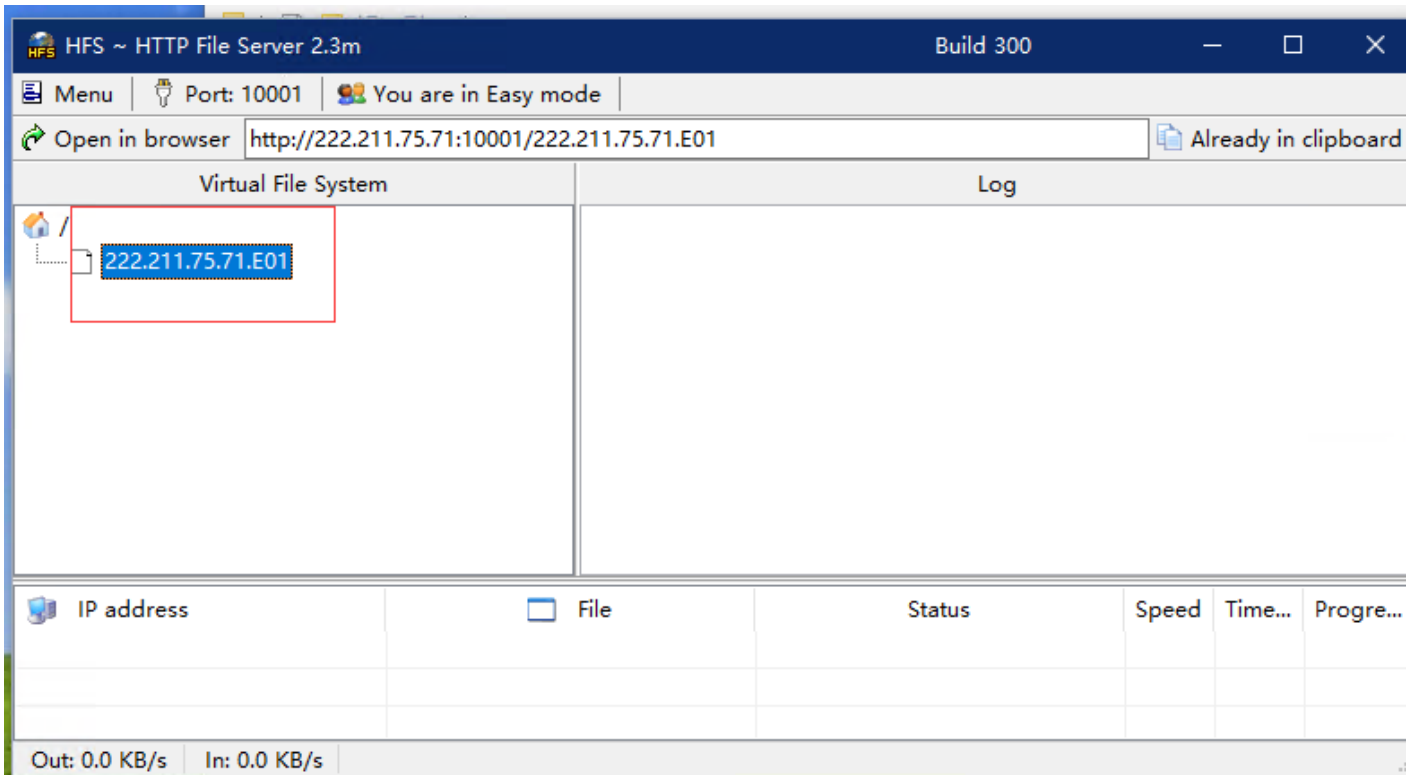 HFS ~ HTTP File Server 2.3m Build 300
Menu Port: 10001 You are in Easy mode
Open in browser http://222.211.75.71:10001/222.211.75.71.E01 Already in clipboard
Virtual File System Log
/
222.211.75.71.E01
IP address File Status Speed Time... Progre...
Out: 0.0 KB/s In: 0.0 KB/s